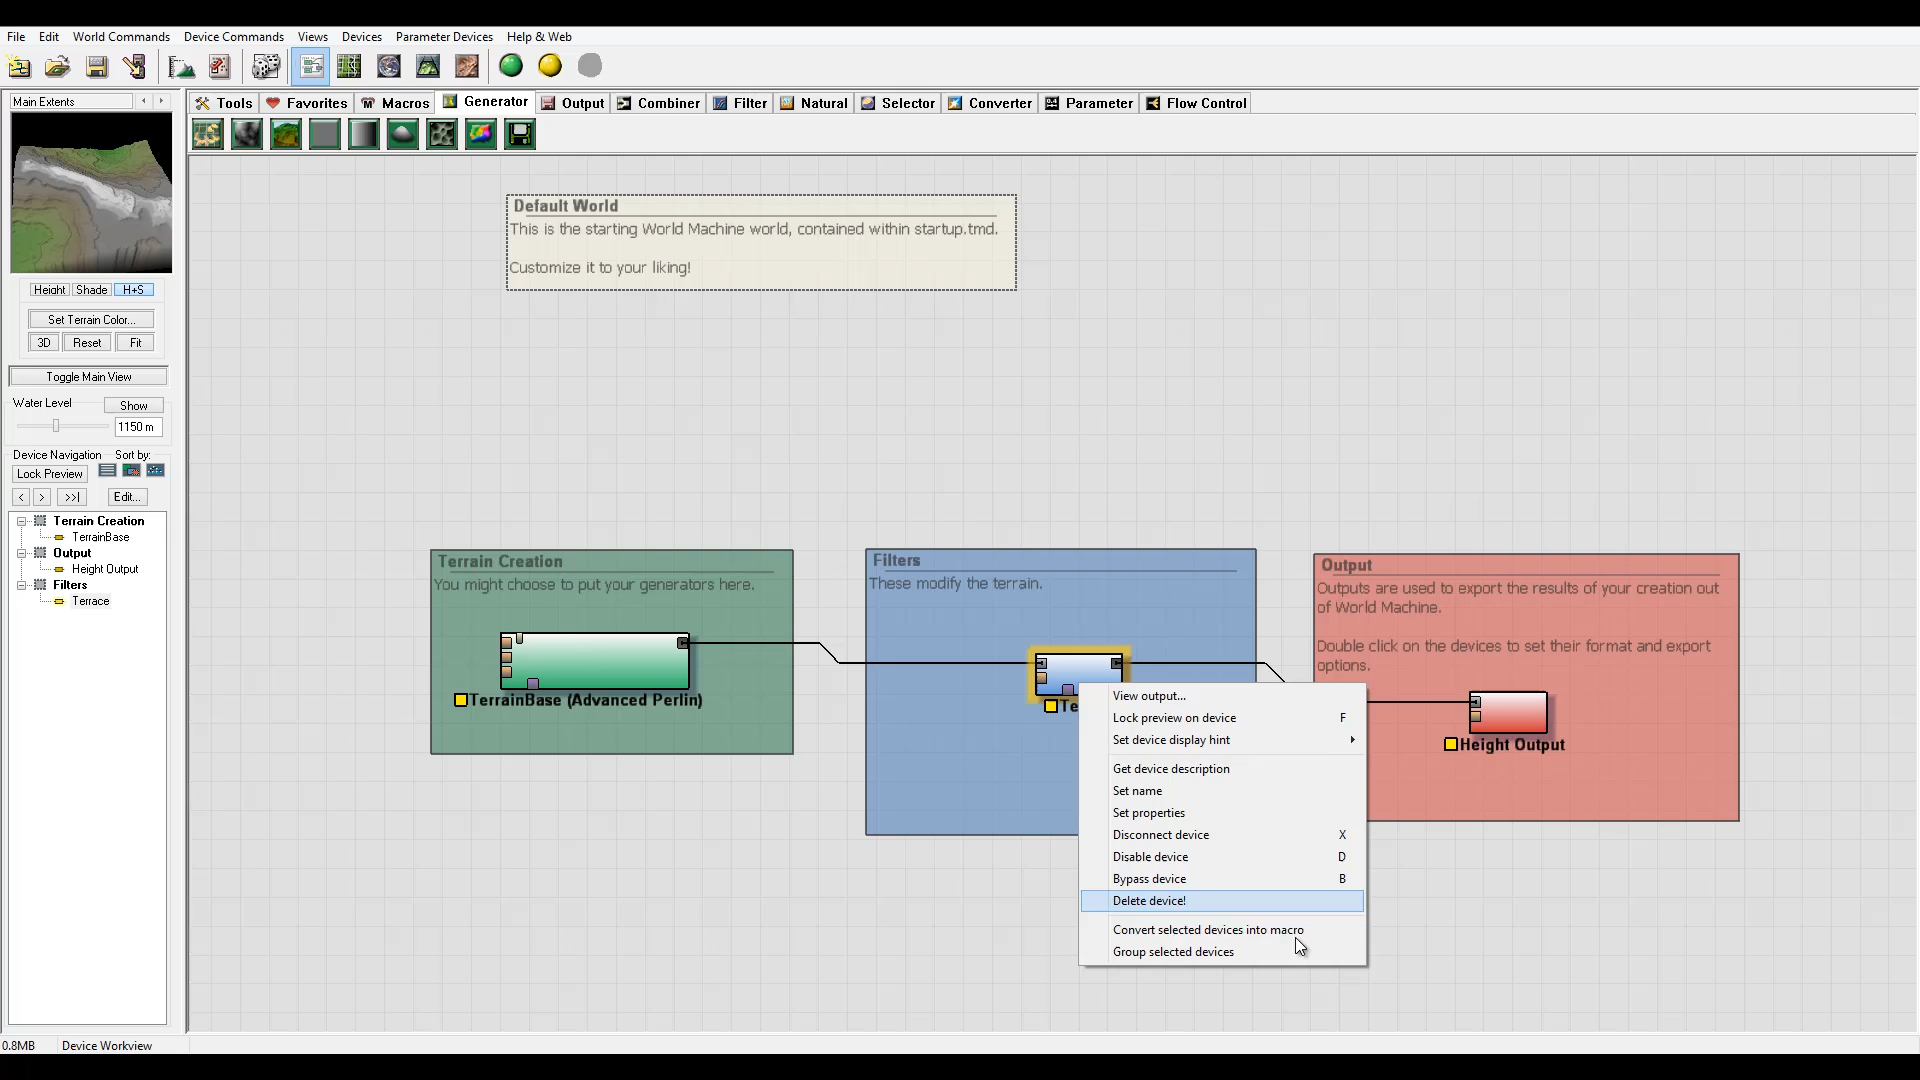 File Edit World Commands Device Commands Views Devices Parameter Devices Help & Web
Main Extents
Tools Favorites Macros Generator Output Combiner Filter Natural Selector Converter Parameter Flow Control
Height Shade H+S
Set Terrain Color...
3D Reset Fit
Toggle Main View
Water Level Show
1150 m
Device Navigation Sort by:
Lock Preview
< > >>| Edit...
Terrain Creation
TerrainBase
Output
Height Output
Filters
Terrace
Default World
This is the starting World Machine world, contained within startup.tmd.
Customize it to your liking!
Terrain Creation
You might choose to put your generators here.
TerrainBase (Advanced Perlin)
Filters
These modify the terrain.
Te
Output
Outputs are used to export the results of your creation out
of World Machine.
Double click on the devices to set their format and export
options.
Height Output
View output...
Lock preview on device F
Set device display hint
Get device description
Set name
Set properties
Disconnect device X
Disable device D
Bypass device B
Delete device!
Convert selected devices into macro
Group selected devices
0.8MB Device Workview